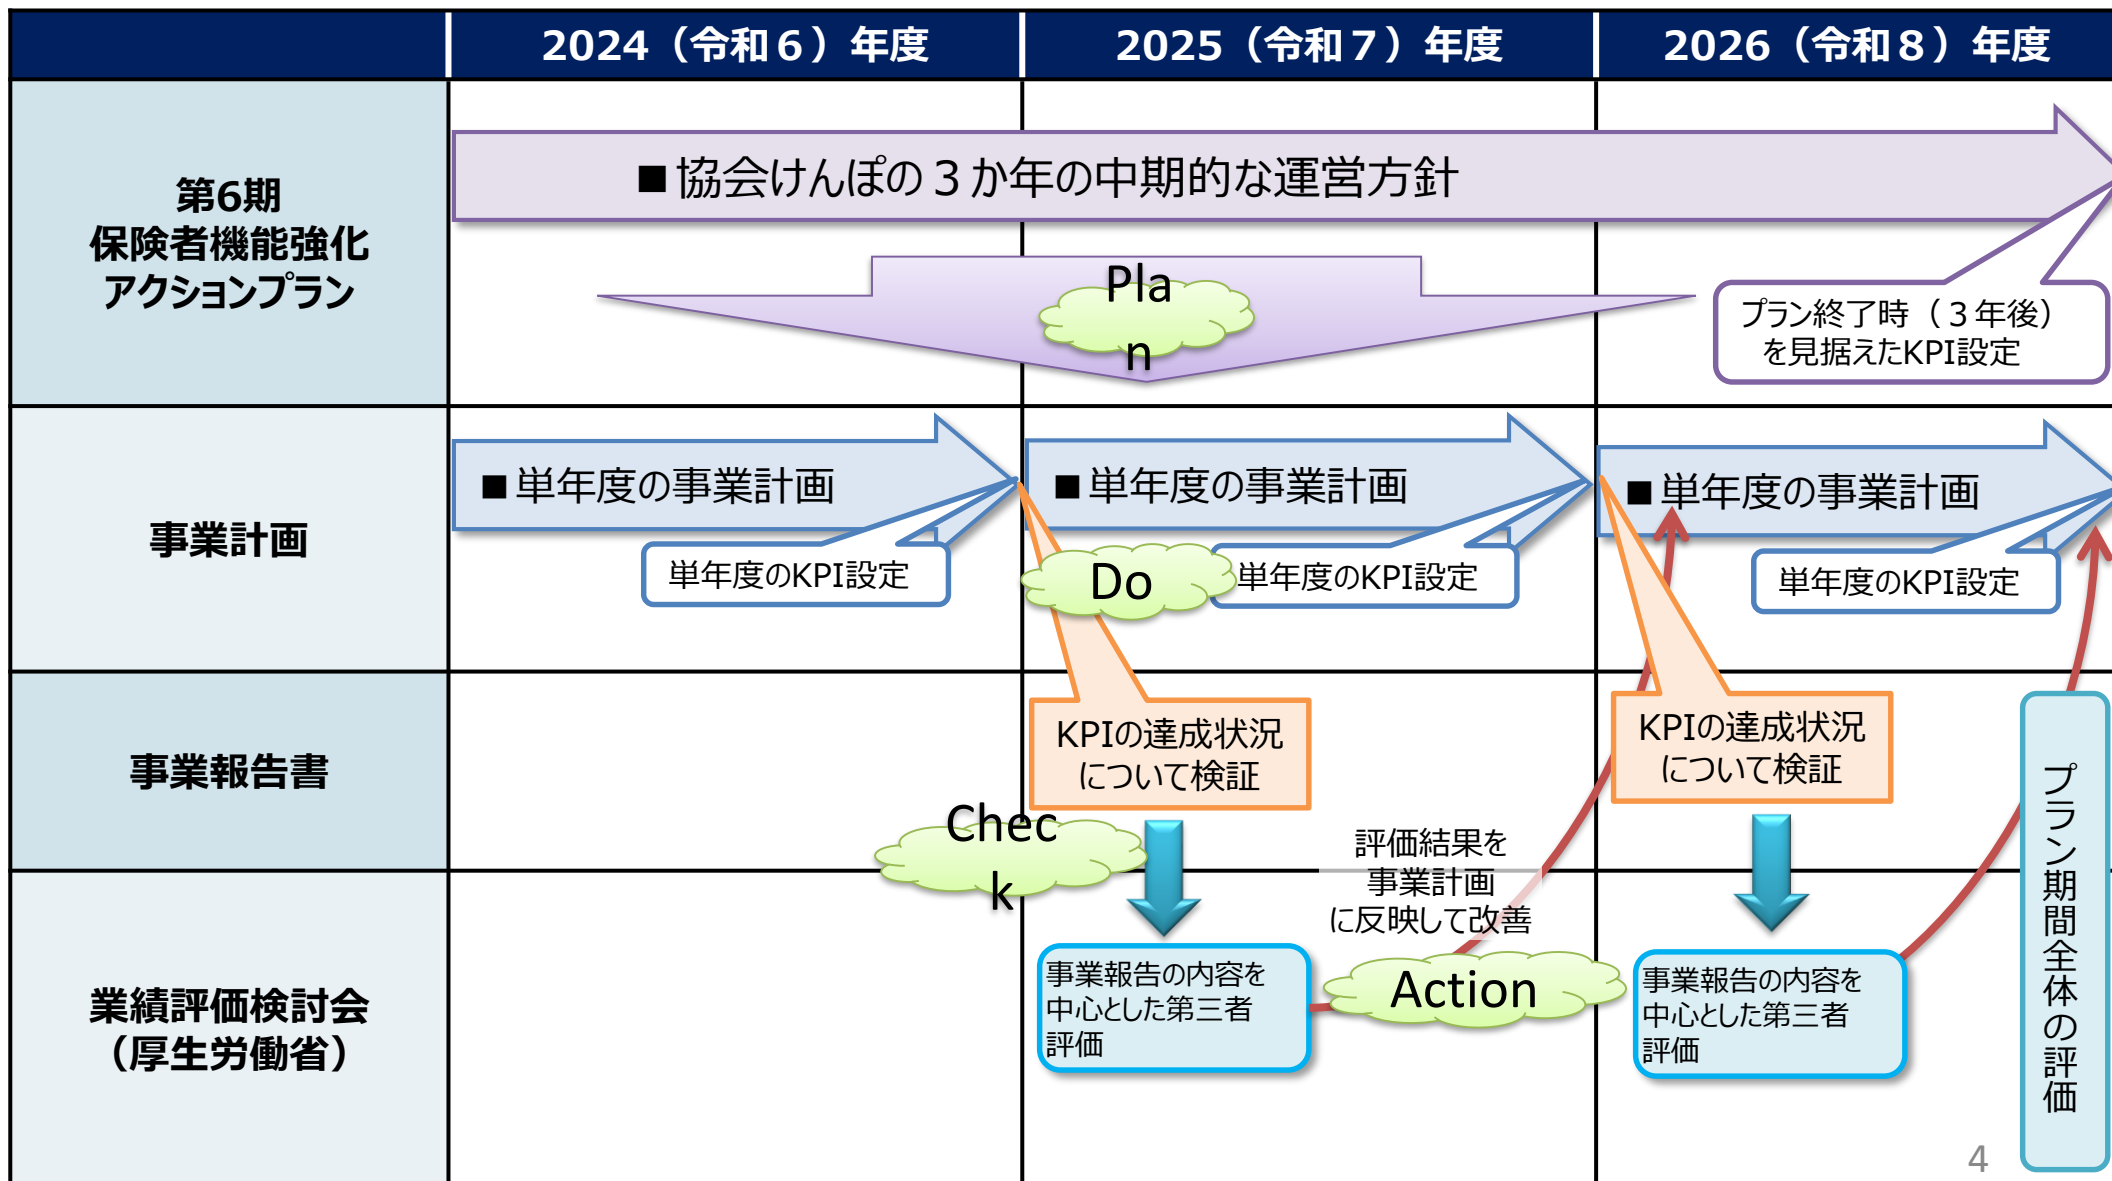 2024（令和６）年度
2025（令和７）年度
2026（令和８）年度
第6期
保険者機能強化
アクションプラン
■協会けんぽの３か年の中期的な運営方針
Pla
n
プラン終了時（３年後）
を見据えたKPI設定
事業計画
■単年度の事業計画
単年度のKPI設定
■単年度の事業計画
Do
単年度のKPI設定
■単年度の事業計画
単年度のKPI設定
事業報告書
KPIの達成状況
について検証
KPIの達成状況
について検証
Chec
k
評価結果を
事業計画
に反映して改善
業績評価検討会
（厚生労働省）
事業報告の内容を
中心とした第三者
評価
Action
事業報告の内容を
中心とした第三者
評価
プラン期間全体の評価
4